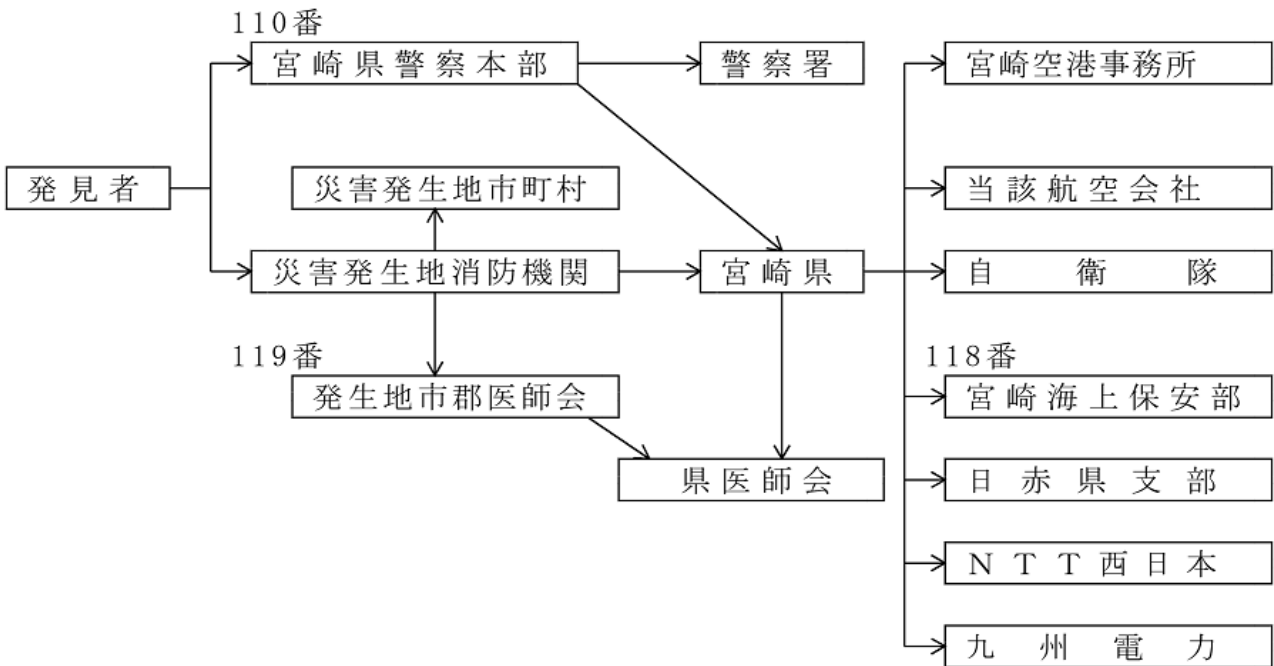 110番
宮崎県警察本部
警察署
宮崎空港事務所
発見者
災害発生地市町村
当該航空会社
災害発生地消防機関
宮崎県
自衛隊
119番
118番
発生地市郡医師会
宮崎海上保安部
県医師会
日赤県支部
NTT西日本
九州電力